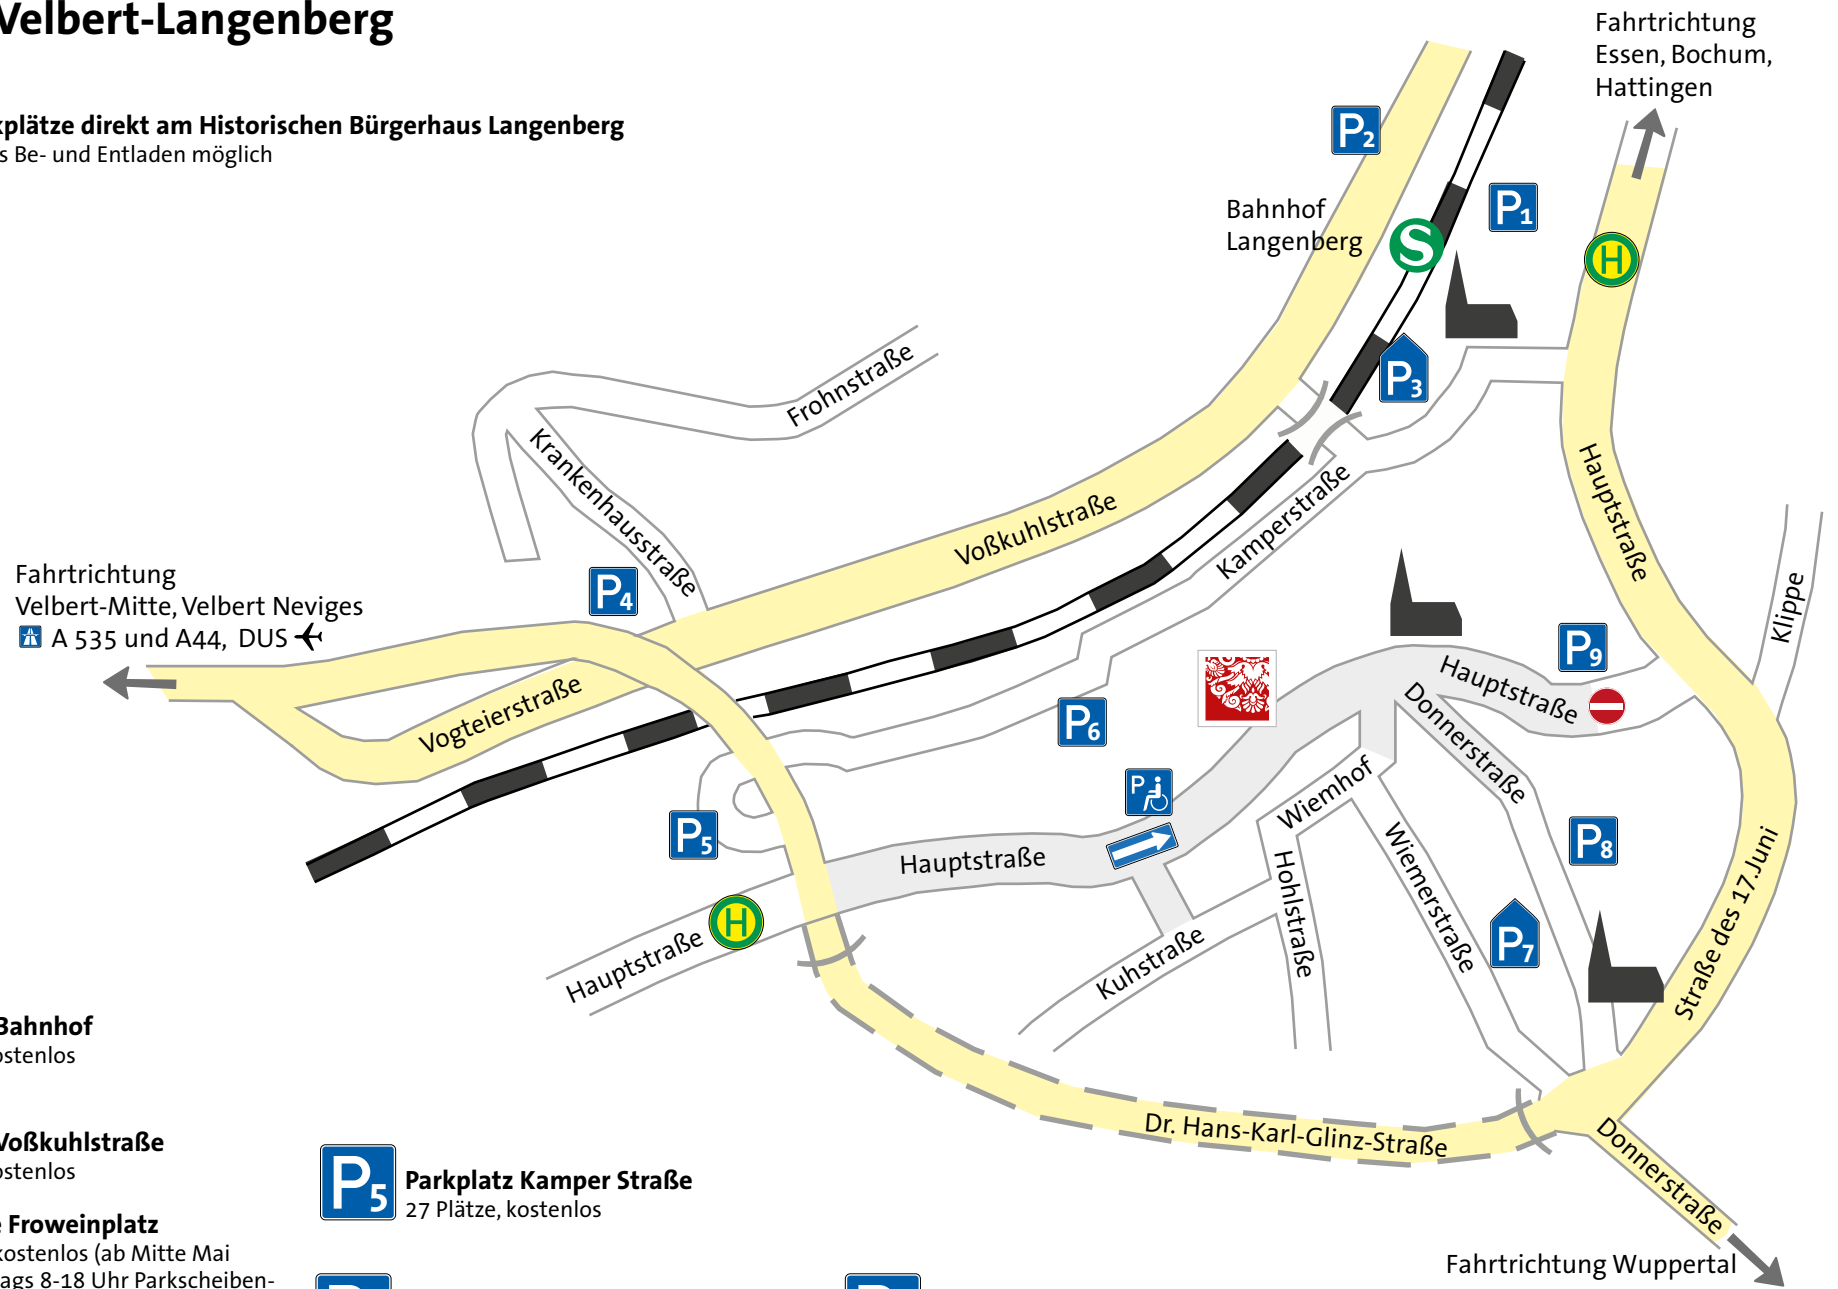 Velbert-Langenberg
kplätze direkt am Historischen Bürgerhaus Langenberg
s Be- und Entladen möglich
Fahrtrichtung
Essen, Bochum,
Hattingen
P2
P1
Bahnhof
Langenberg
S
H
P3
Frohnstraße
Krankenhausstraße
Voßkuhlstraße
Kamperstraße
Hauptstraße
Klippe
Fahrtrichtung
Velbert-Mitte, Velbert Neviges
A 535 und A44, DUS
P4
Vogteierstraße
P6
P9
Hauptstraße
Donnerstraße
P
Wiemhof
P5
Hauptstraße
P8
Hohlstraße
Wiemerstraße
Straße des 17.Juni
H
Hauptstraße
Kuhstraße
P7
Dr. Hans-Karl-Glinz-Straße
Donnerstraße
Fahrtrichtung Wuppertal
Bahnhof
ostenlos
Voßkuhlstraße
ostenlos
P5
Parkplatz Kamper Straße
27 Plätze, kostenlos
e Froweinplatz
kostenlos (ab Mitte Mai
ags 8-18 Uhr Parkscheiben-